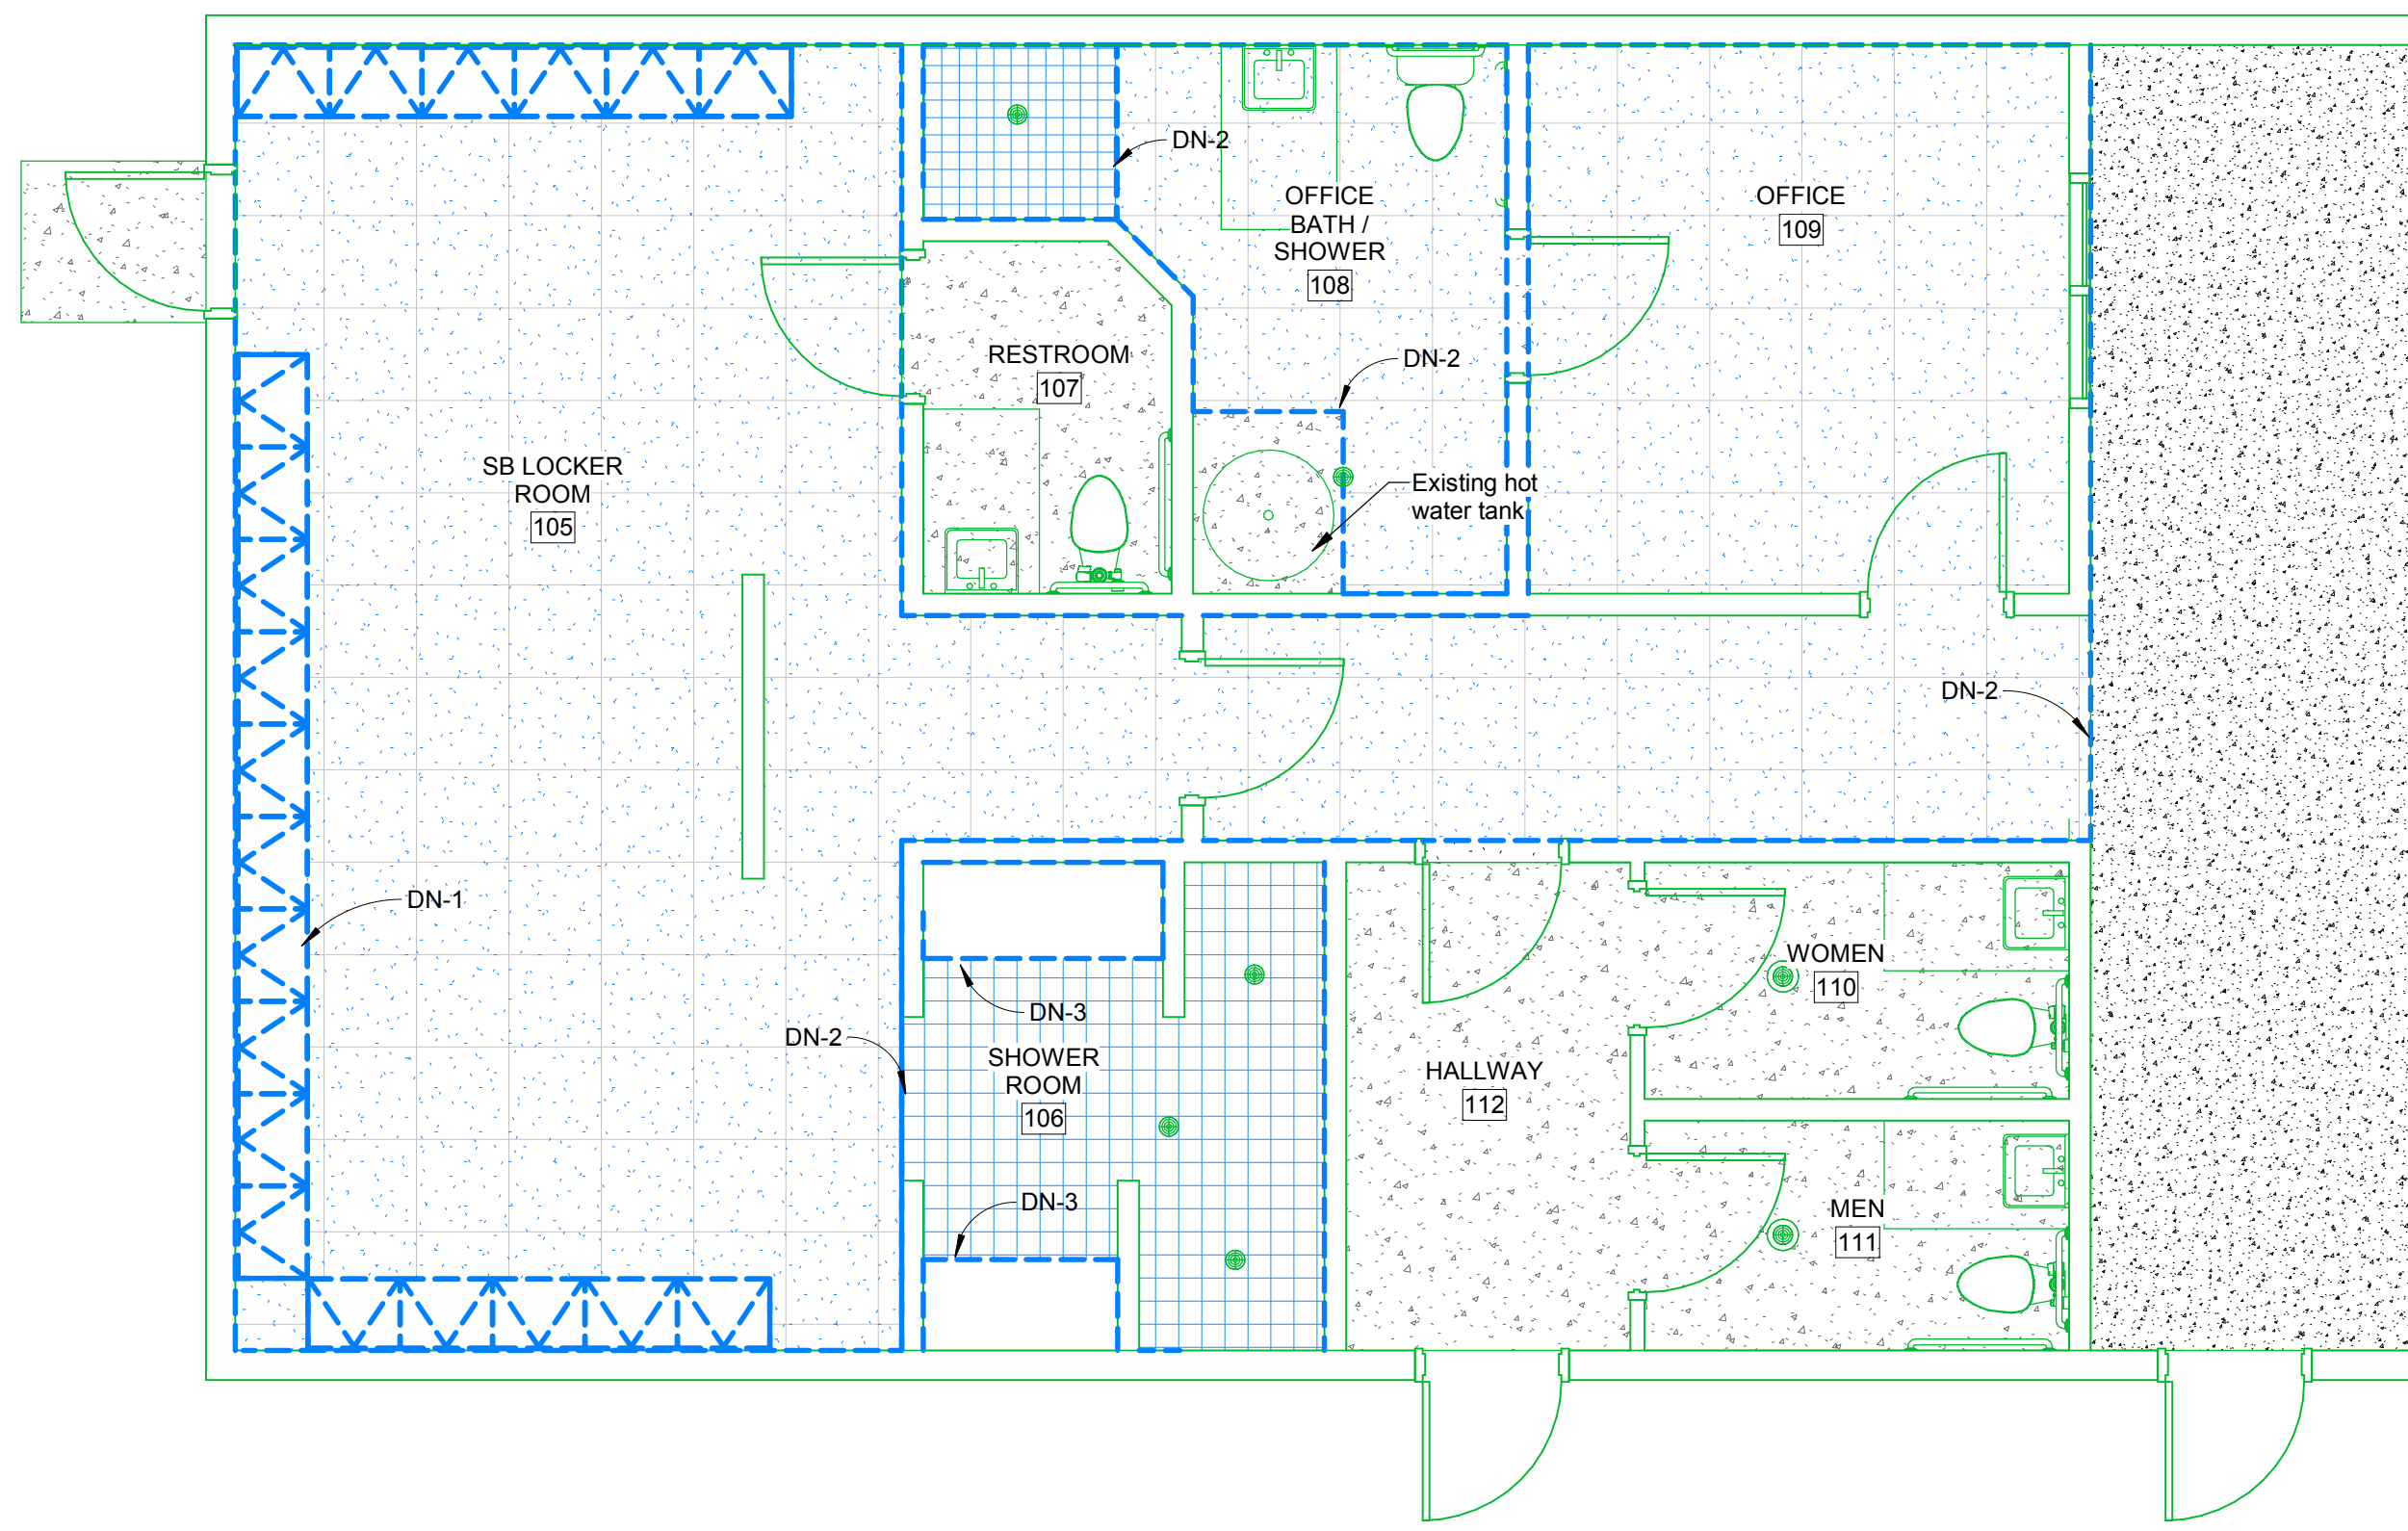 DN-2
OFFICE
BATH /
SHOWER
108
OFFICE
109
RESTROOM
107
DN-2
SB LOCKER
ROOM
105
Existing hot
water tank
DN-2
DN-1
DN-3
DN-2
SHOWER
ROOM
106
DN-3
HALLWAY
112
WOMEN
110
MEN
111